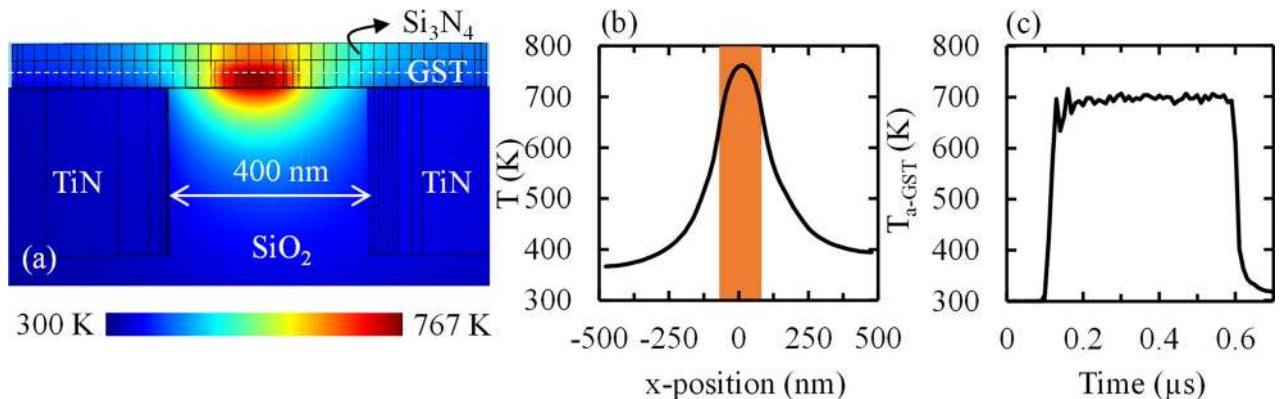 Si₃N₄
GST
TiN
400 nm
TiN
SiO₂
(a)
300 K
767 K
(b)
T (K)
800
700
600
500
400
300
-500
-250
0
250
500
x-position (nm)
(c)
Tₐ₋GST (K)
800
700
600
500
400
300
0
0.2
0.4
0.6
Time (μs)